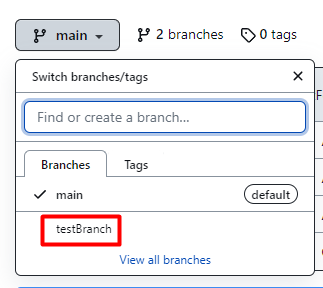 main 2 branches 0 tags
Switch branches/tags
Find or create a branch...
Branches Tags
main default
testBranch
View all branches